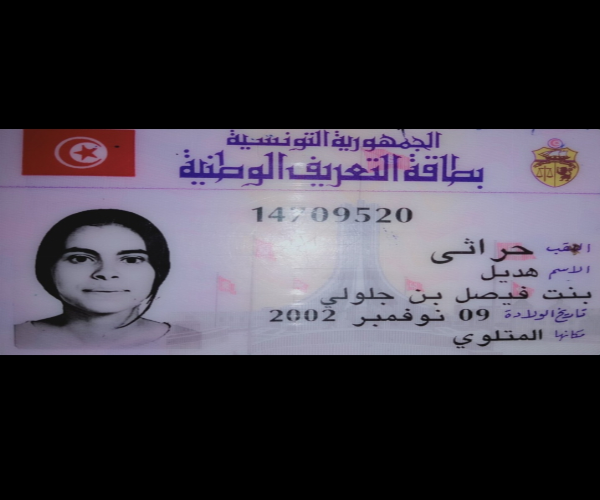 الجمهورية التونسية
بطاقة التعريف الوطنية
14709520
اللقب حراثى
الاسم هديل
بنت فيصل بن جلولي
تاريخ الولادة 09 نوفمبر 2002
مكانها المتلوي